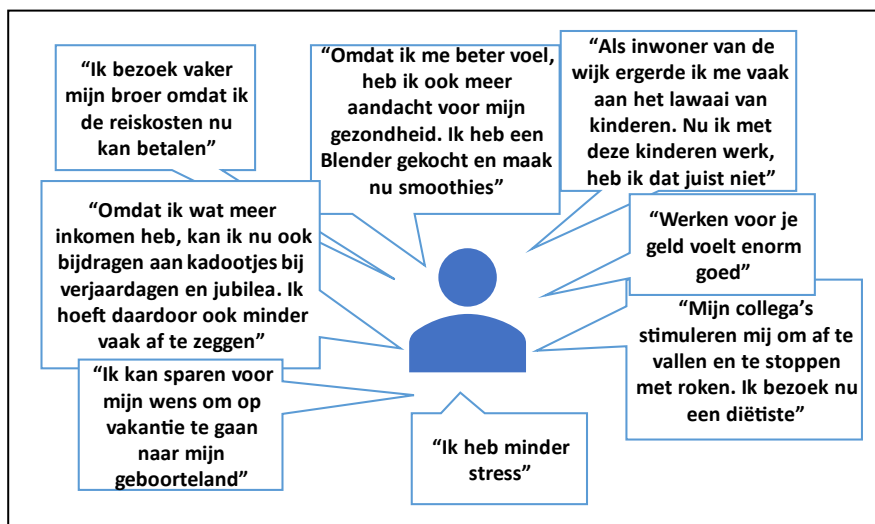 “Ik bezoek vaker
mijn broer omdat ik
de reiskosten nu
kan betalen”
“Omdat ik me beter voel,
heb ik ook meer
aandacht voor mijn
gezondheid. Ik heb een
Blender gekocht en maak
nu smoothies”
“Als inwoner van de
wijk ergerde ik me vaak
aan het lawaai van
kinderen. Nu ik met
deze kinderen werk,
heb ik dat juist niet”
“Omdat ik wat meer
inkomen heb, kan ik nu ook
bijdragen aan kadootjes bij
verjaardagen en jubilea. Ik
hoeft daardoor ook minder
vaak af te zeggen”
“Werken voor je
geld voelt enorm
goed”
“Mijn collega’s
stimuleren mij om af te
vallen en te stoppen
met roken. Ik bezoek nu
een diëtiste”
“Ik kan sparen voor
mijn wens om op
vakantie te gaan
naar mijn
geboorteland”
“Ik heb minder
stress”